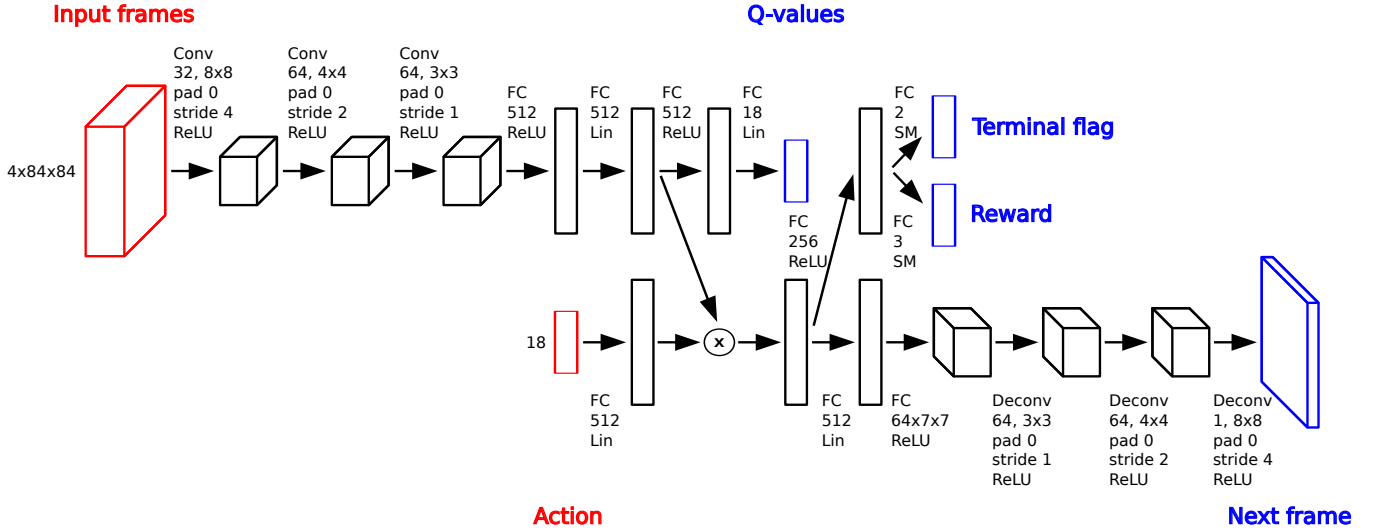 Input frames
Q-values
Conv
32, 8x8
pad 0
stride 4
ReLU
Conv
64, 4x4
pad 0
stride 2
ReLU
Conv
64, 3x3
pad 0
stride 1
ReLU
FC
512
ReLU
FC
512
Lin
FC
512
ReLU
FC
18
Lin
FC
2
SM
Terminal flag
4x84x84
Reward
FC
256
ReLU
FC
3
SM
18
x
FC
512
Lin
FC
512
Lin
FC
64x7x7
ReLU
Deconv
64, 3x3
pad 0
stride 1
ReLU
Deconv
64, 4x4
pad 0
stride 2
ReLU
Deconv
1, 8x8
pad 0
stride 4
ReLU
Action
Next frame